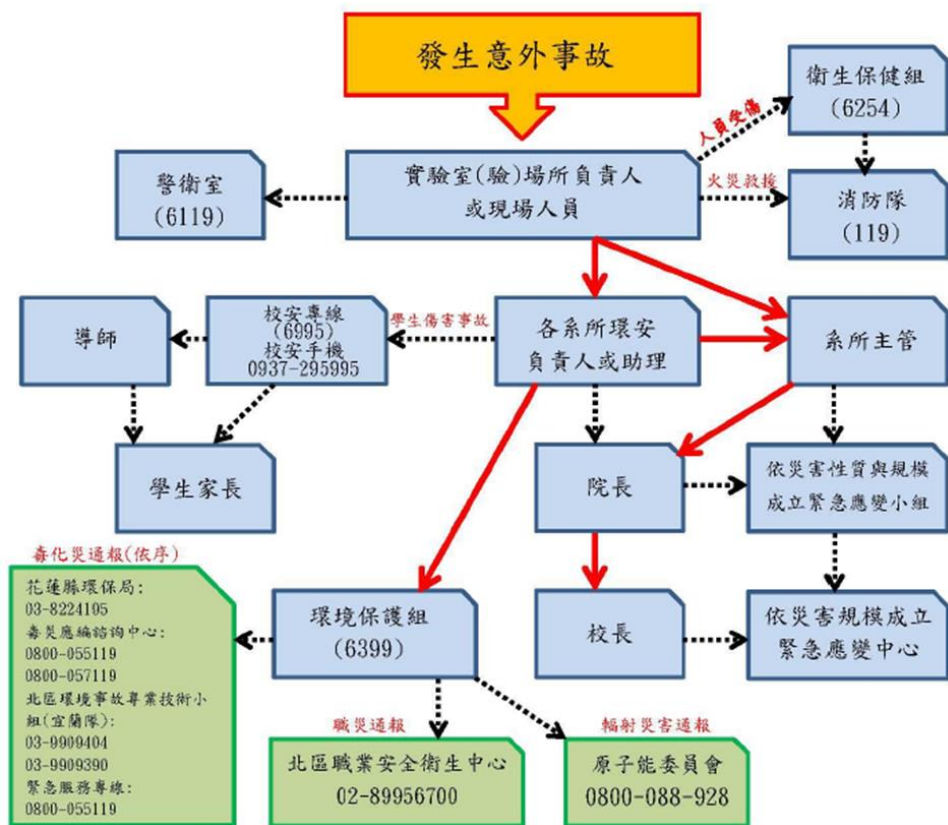 發生意外事故
衛生保健組
(6254)
人員受傷
警衛室
(6119)
實驗室(驗)場所負責人
或現場人員
火災救援
消防隊
(119)
導師
校安專線
(6995)
校安手機
0937-295995
學生傷害事故
各系所環安
負責人或助理
系所主管
學生家長
院長
依災害性質與規模
成立緊急應變小組
毒化災通報(依序)
花蓮縣環保局:
03-8224195
毒災應編諮詢中心:
0800-055119
0800-057119
北區環境事故專業技術小
組(宜蘭隊):
03-9909404
03-9909390
緊急服務專線:
0800-055119
環境保護組
(6399)
校長
依災害規模成立
緊急應變中心
職災通報
北區職業安全衛生中心
02-89956700
輻射災害通報
原子能委員會
0800-088-928